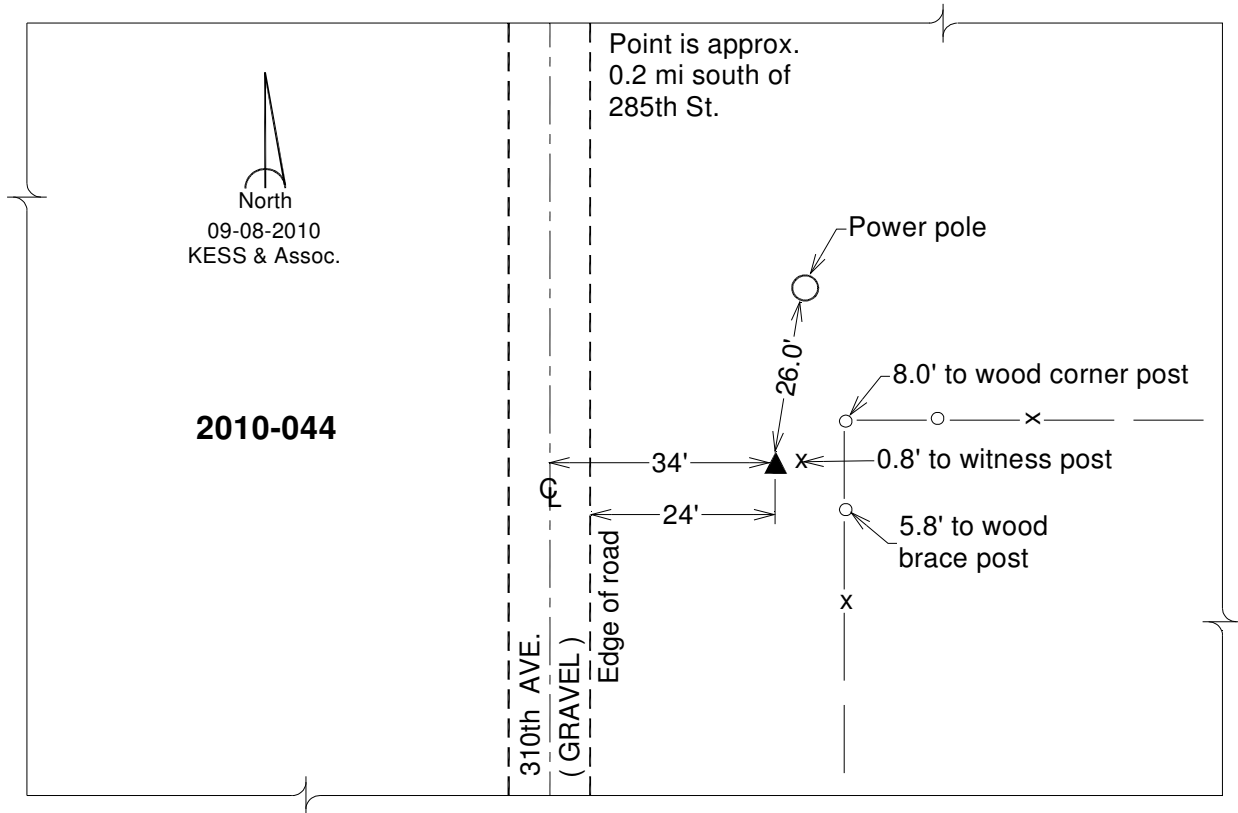 Point is approx.
0.2 mi south of
285th St.
North
09-08-2010
KESS & Assoc.
Power pole
26.0'
8.0' to wood corner post
x
2010-044
34'
x
0.8' to witness post
C
L
24'
5.8' to wood
brace post
x
Edge of road
310th AVE.
( GRAVEL )